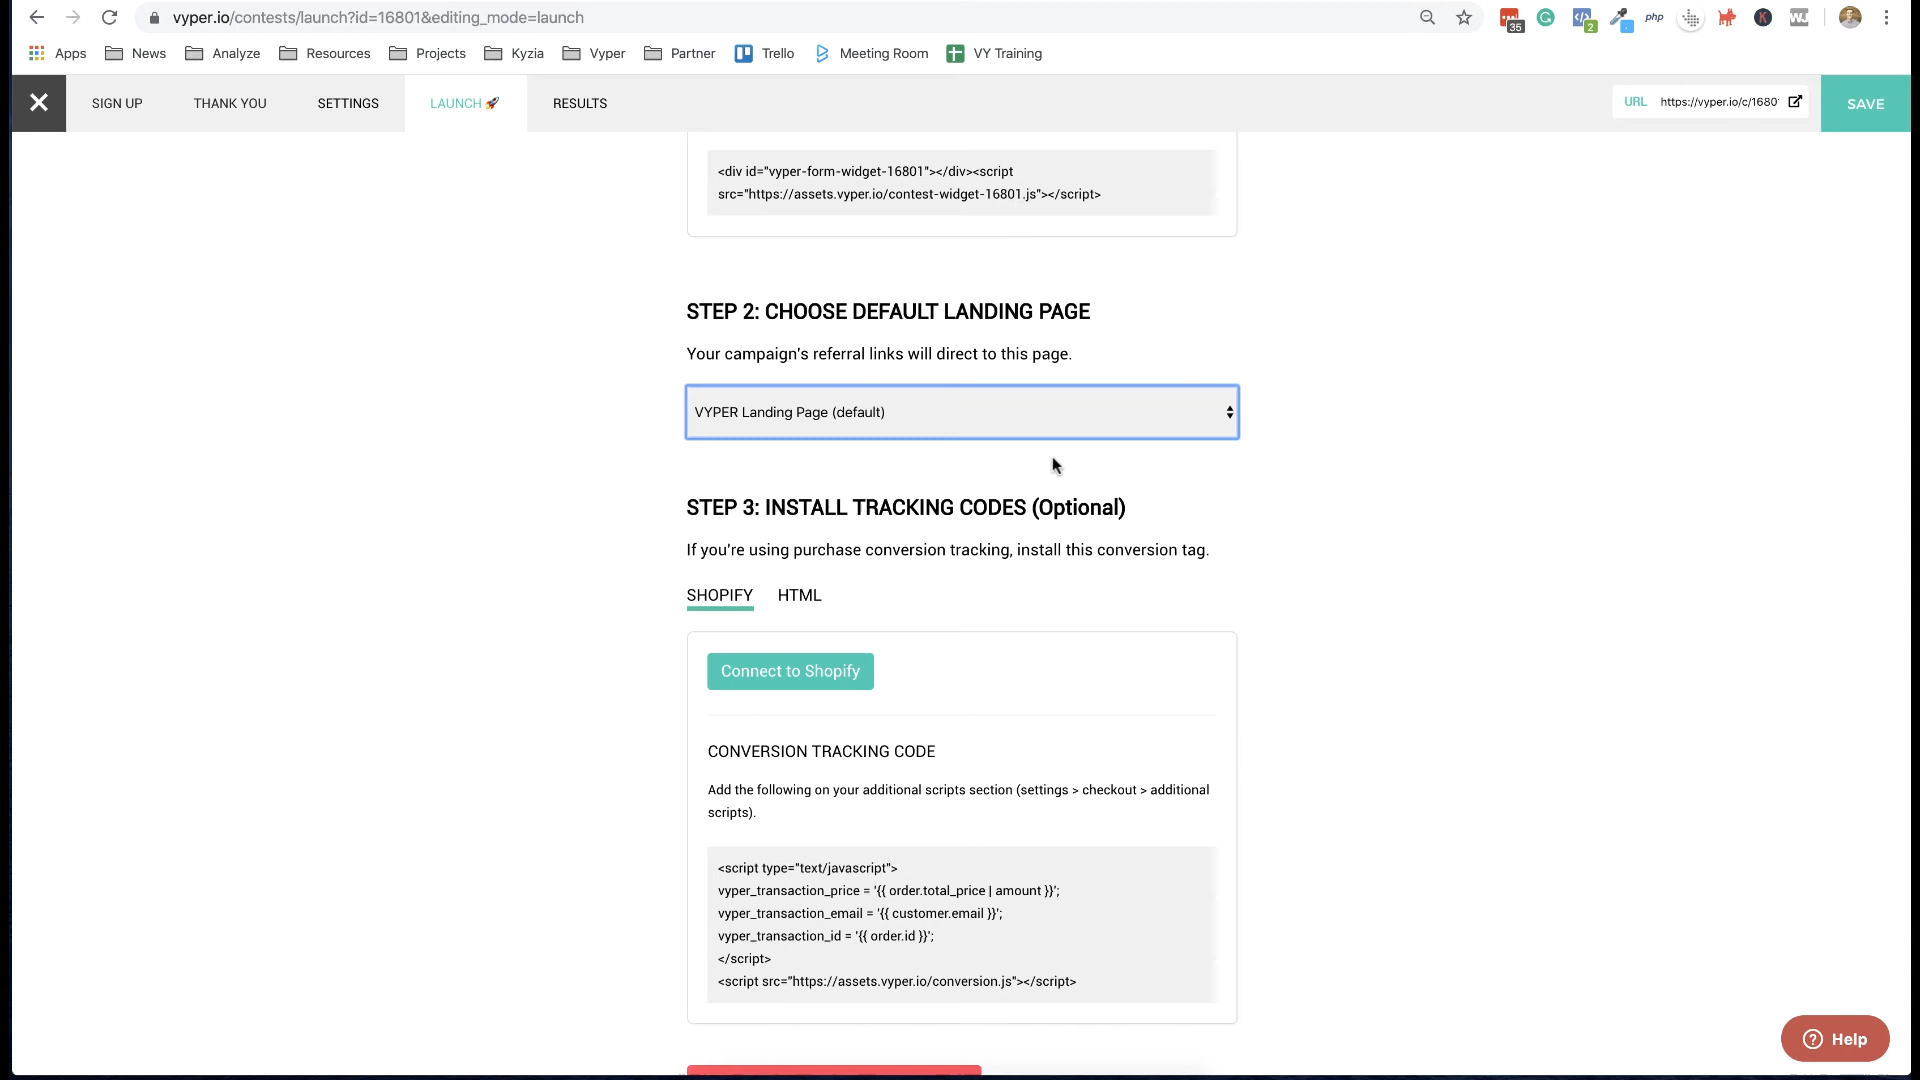 vyper.io/contests/launch?id=16801&editing_mode=launch
35
2
php
K
Apps
News
Analyze
Resources
Projects
Kyzia
Vyper
Partner
Trello
Meeting Room
VY Training
SIGN UP
THANK YOU
SETTINGS
LAUNCH 🚀
RESULTS
URL
https://vyper.io/c/1680
SAVE
<div id="vyper-form-widget-16801"></div><script
src="https://assets.vyper.io/contest-widget-16801.js"></script>
STEP 2: CHOOSE DEFAULT LANDING PAGE
Your campaign's referral links will direct to this page.
VYPER Landing Page (default)
STEP 3: INSTALL TRACKING CODES (Optional)
If you're using purchase conversion tracking, install this conversion tag.
SHOPIFY
HTML
Connect to Shopify
CONVERSION TRACKING CODE
Add the following on your additional scripts section (settings > checkout > additional
scripts).
<script type="text/javascript">
vyper_transaction_price = '{{ order.total_price | amount }}';
vyper_transaction_email = '{{ customer.email }}';
vyper_transaction_id = '{{ order.id }}';
</script>
<script src="https://assets.vyper.io/conversion.js"></script>
Help